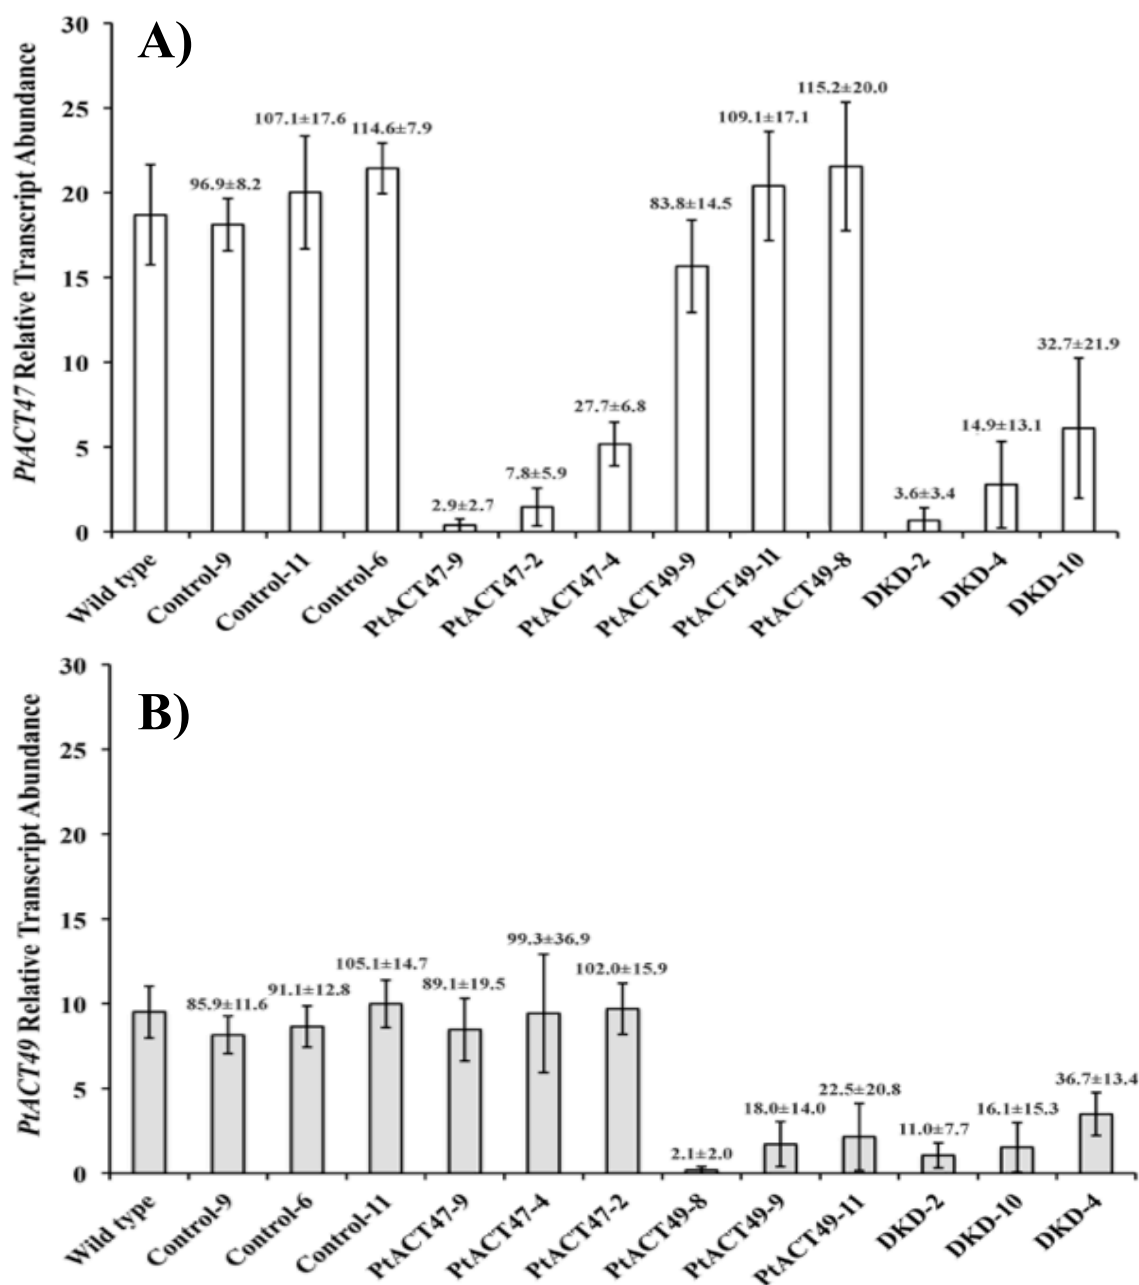 A)
PtACT47 Relative Transcript Abundance
30
25
20
15
10
5
0
96.9±8.2
107.1±17.6
114.6±7.9
2.9±2.7
7.8±5.9
27.7±6.8
83.8±14.5
109.1±17.1
115.2±20.0
3.6±3.4
14.9±13.1
32.7±21.9
Wild type
Control-9
Control-11
Control-6
PtACT47-9
PtACT47-2
PtACT47-4
PtACT49-9
PtACT49-11
PtACT49-8
DKD-2
DKD-4
DKD-10
B)
PtACT49 Relative Transcript Abundance
30
25
20
15
10
5
0
85.9±11.6
91.1±12.8
105.1±14.7
89.1±19.5
99.3±36.9
102.0±15.9
2.1±2.0
18.0±14.0
22.5±20.8
11.0±7.7
16.1±15.3
36.7±13.4
Wild type
Control-9
Control-6
Control-11
PtACT47-9
PtACT47-4
PtACT47-2
PtACT49-8
PtACT49-9
PtACT49-11
DKD-2
DKD-10
DKD-4